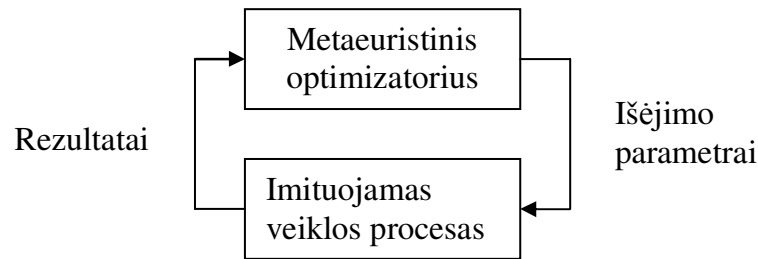 Metaeuristinis
optimizatorius
Rezultatai
Išėjimo
parametrai
Imituojamas
veiklos procesas